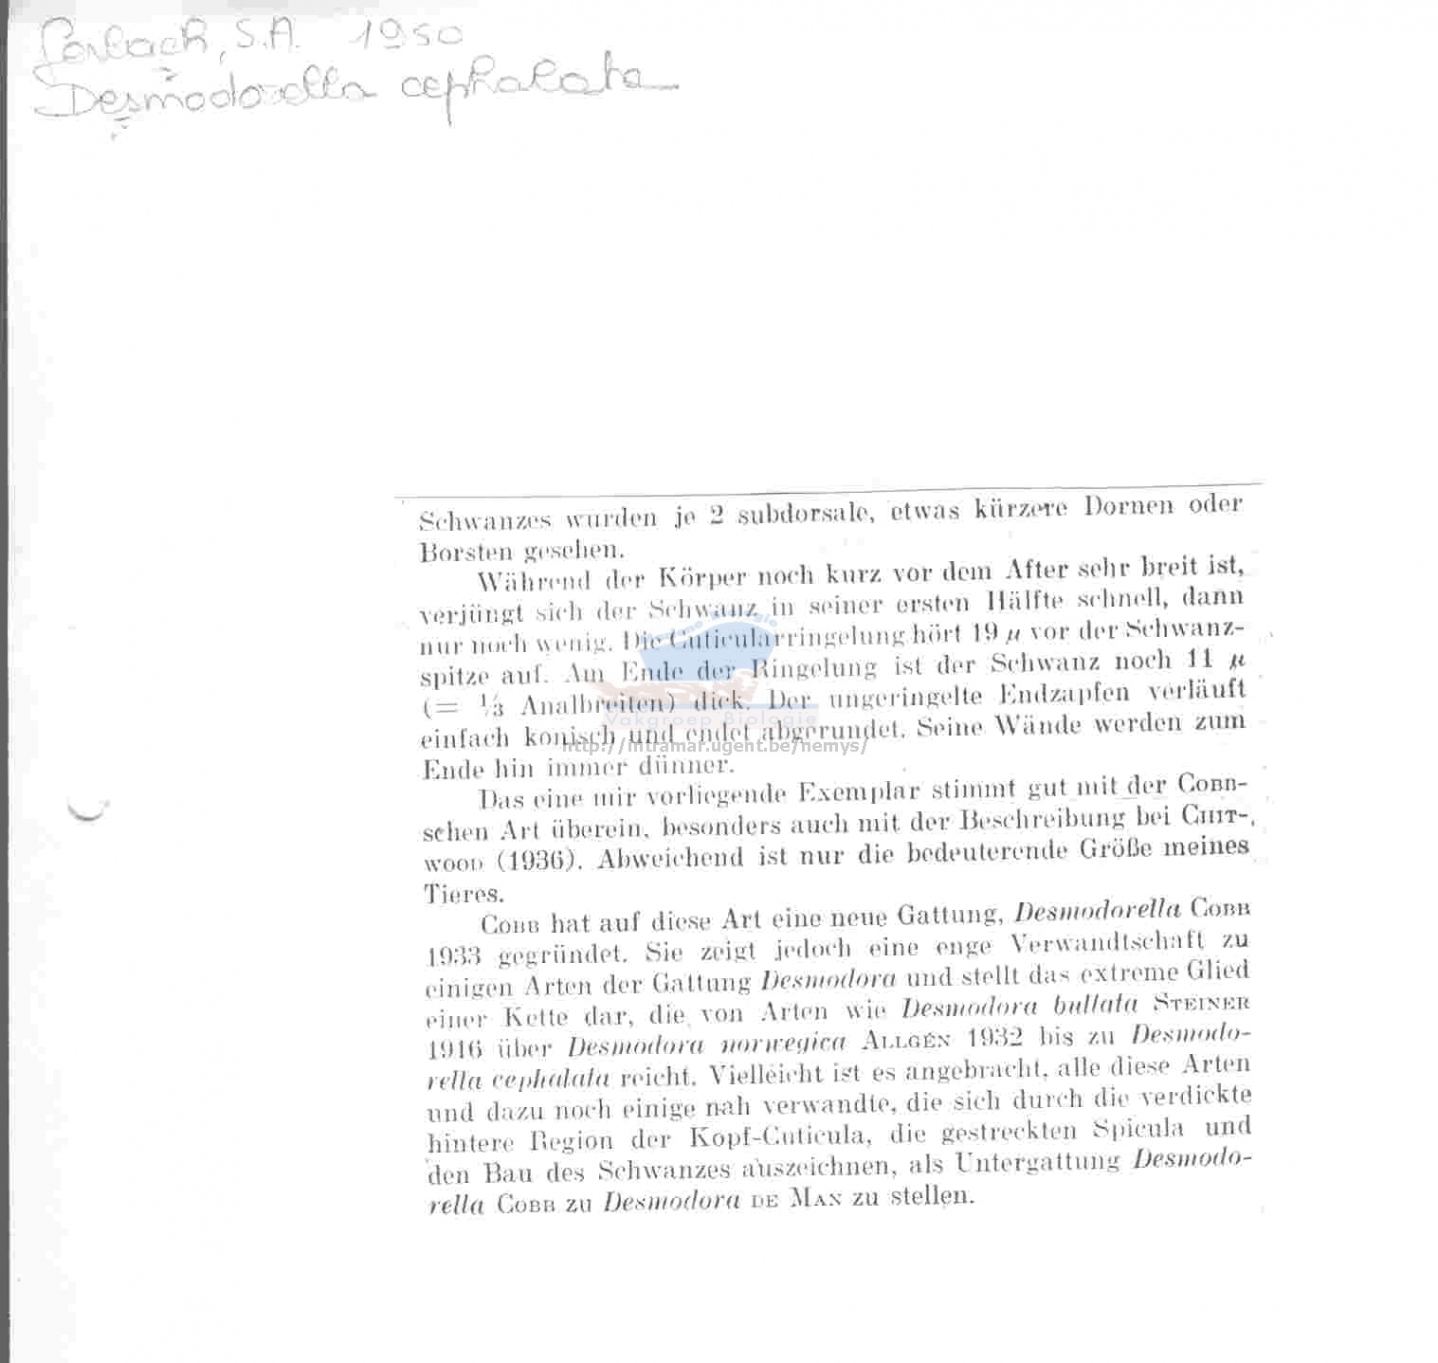 Gerlach, S.A. 1950
Desmodorella cephalata
Schwanzes wurden je 2 subdorsale, etwas kürzere Dornen oder
Borsten gesehen.
Während der Körper noch kurz vor dem After sehr breit ist,
verjüngt sich der Schwanz in seiner ersten Hälfte schnell, dann
nur noch wenig. Die Cuticularringelung hört 19 µ vor der Schwanz-
spitze auf. Am Ende der Ringelung ist der Schwanz noch 11 µ
(= 1/3 Analbreiten) dick. Der ungeringelte Endzapfen verläuft
Vakgroep Biologie
einfach konisch und endet abgerundet. Seine Wände werden zum
http://intramar.ugent.be/nemys/
Ende hin immer dünner.
Das eine mir vorliegende Exemplar stimmt gut mit der COBB-
schen Art überein, besonders auch mit der Beschreibung bei CHIT-
WOOD (1936). Abweichend ist nur die bedeuterende Größe meines
Tieres.
COBB hat auf diese Art eine neue Gattung, Desmodorella COBB
1933 gegründet. Sie zeigt jedoch eine enge Verwandtschaft zu
einigen Arten der Gattung Desmodora und stellt das extreme Glied
einer Kette dar, die von Arten wie Desmodora bullata STEINER
1916 über Desmodora norwegica ALLGÉN 1932 bis zu Desmodo-
rella cephalata reicht. Vielleicht ist es angebracht, alle diese Arten
und dazu noch einige nah verwandte, die sich durch die verdickte
hintere Region der Kopf-Cuticula, die gestreckten Spicula und
den Bau des Schwanzes auszeichnen, als Untergattung Desmodo-
rella COBB zu Desmodora DE MAN zu stellen.